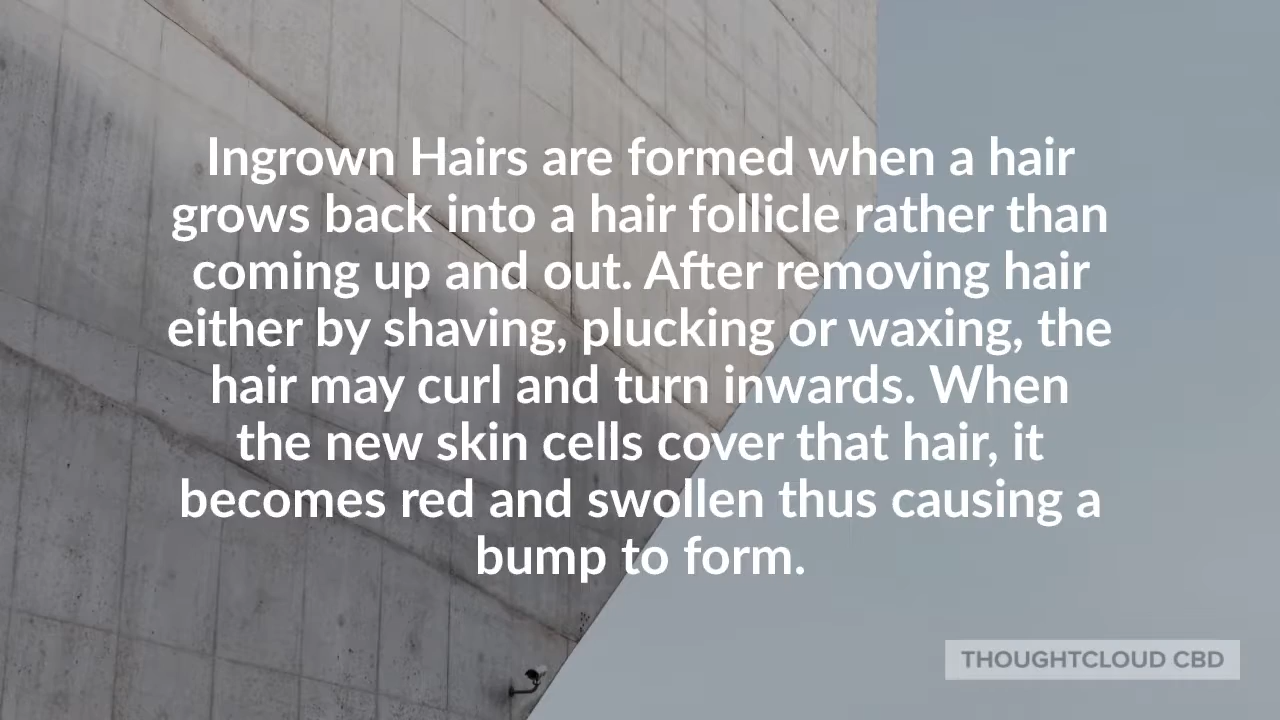 Ingrown Hairs are formed when a hair
grows back into a hair follicle rather than
coming up and out. After removing hair
either by shaving, plucking or waxing, the
hair may curl and turn inwards. When
the new skin cells cover that hair, it
becomes red and swollen thus causing a
bump to form.
THOUGHTCLOUD CBD